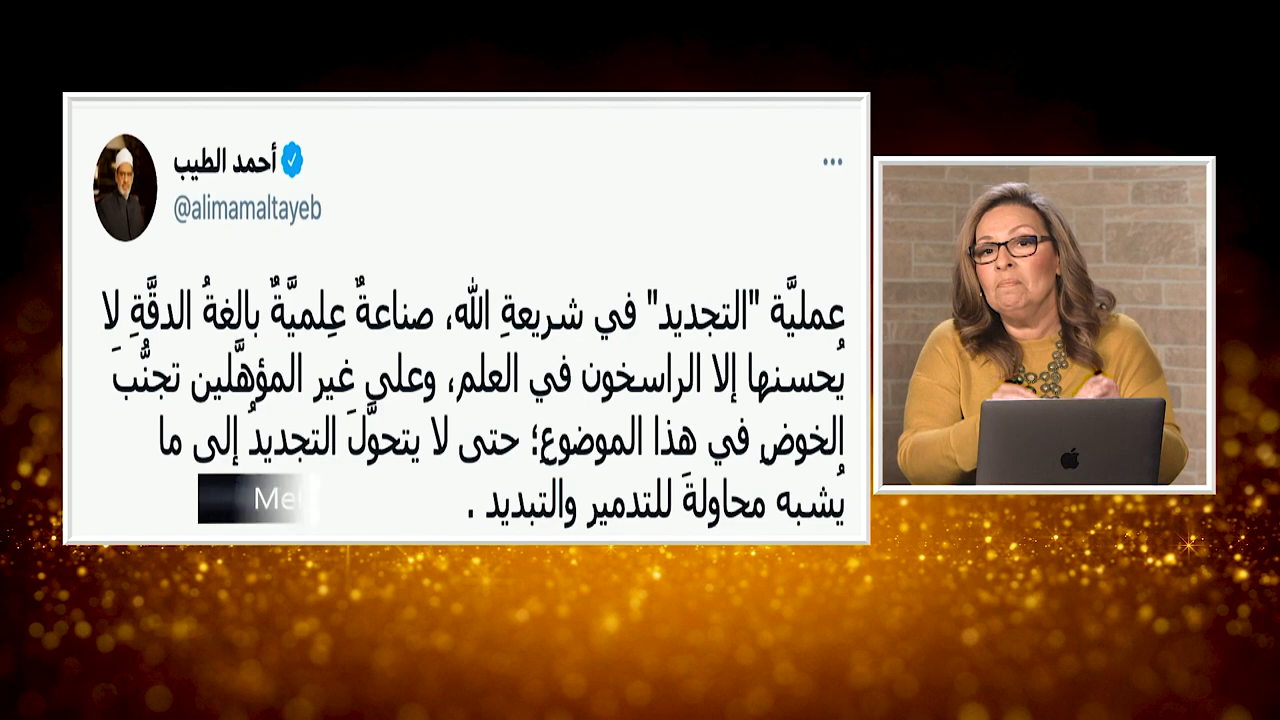 أحمد الطيب
@alimamaltayeb
عمليَّة "التجديد" في شريعةِ الله، صناعةٌ عِلميَّةٌ بالغةُ الدقَّةِ لا
يُحسنها إلا الراسخون في العلم، وعلى غير المؤهَّلين تجنُّبَ
الخوضِ في هذا الموضوعِ؛ حتى لا يتحوَّلَ التجديدُ إلى ما
يُشبه محاولةَ للتدمير والتبديد .